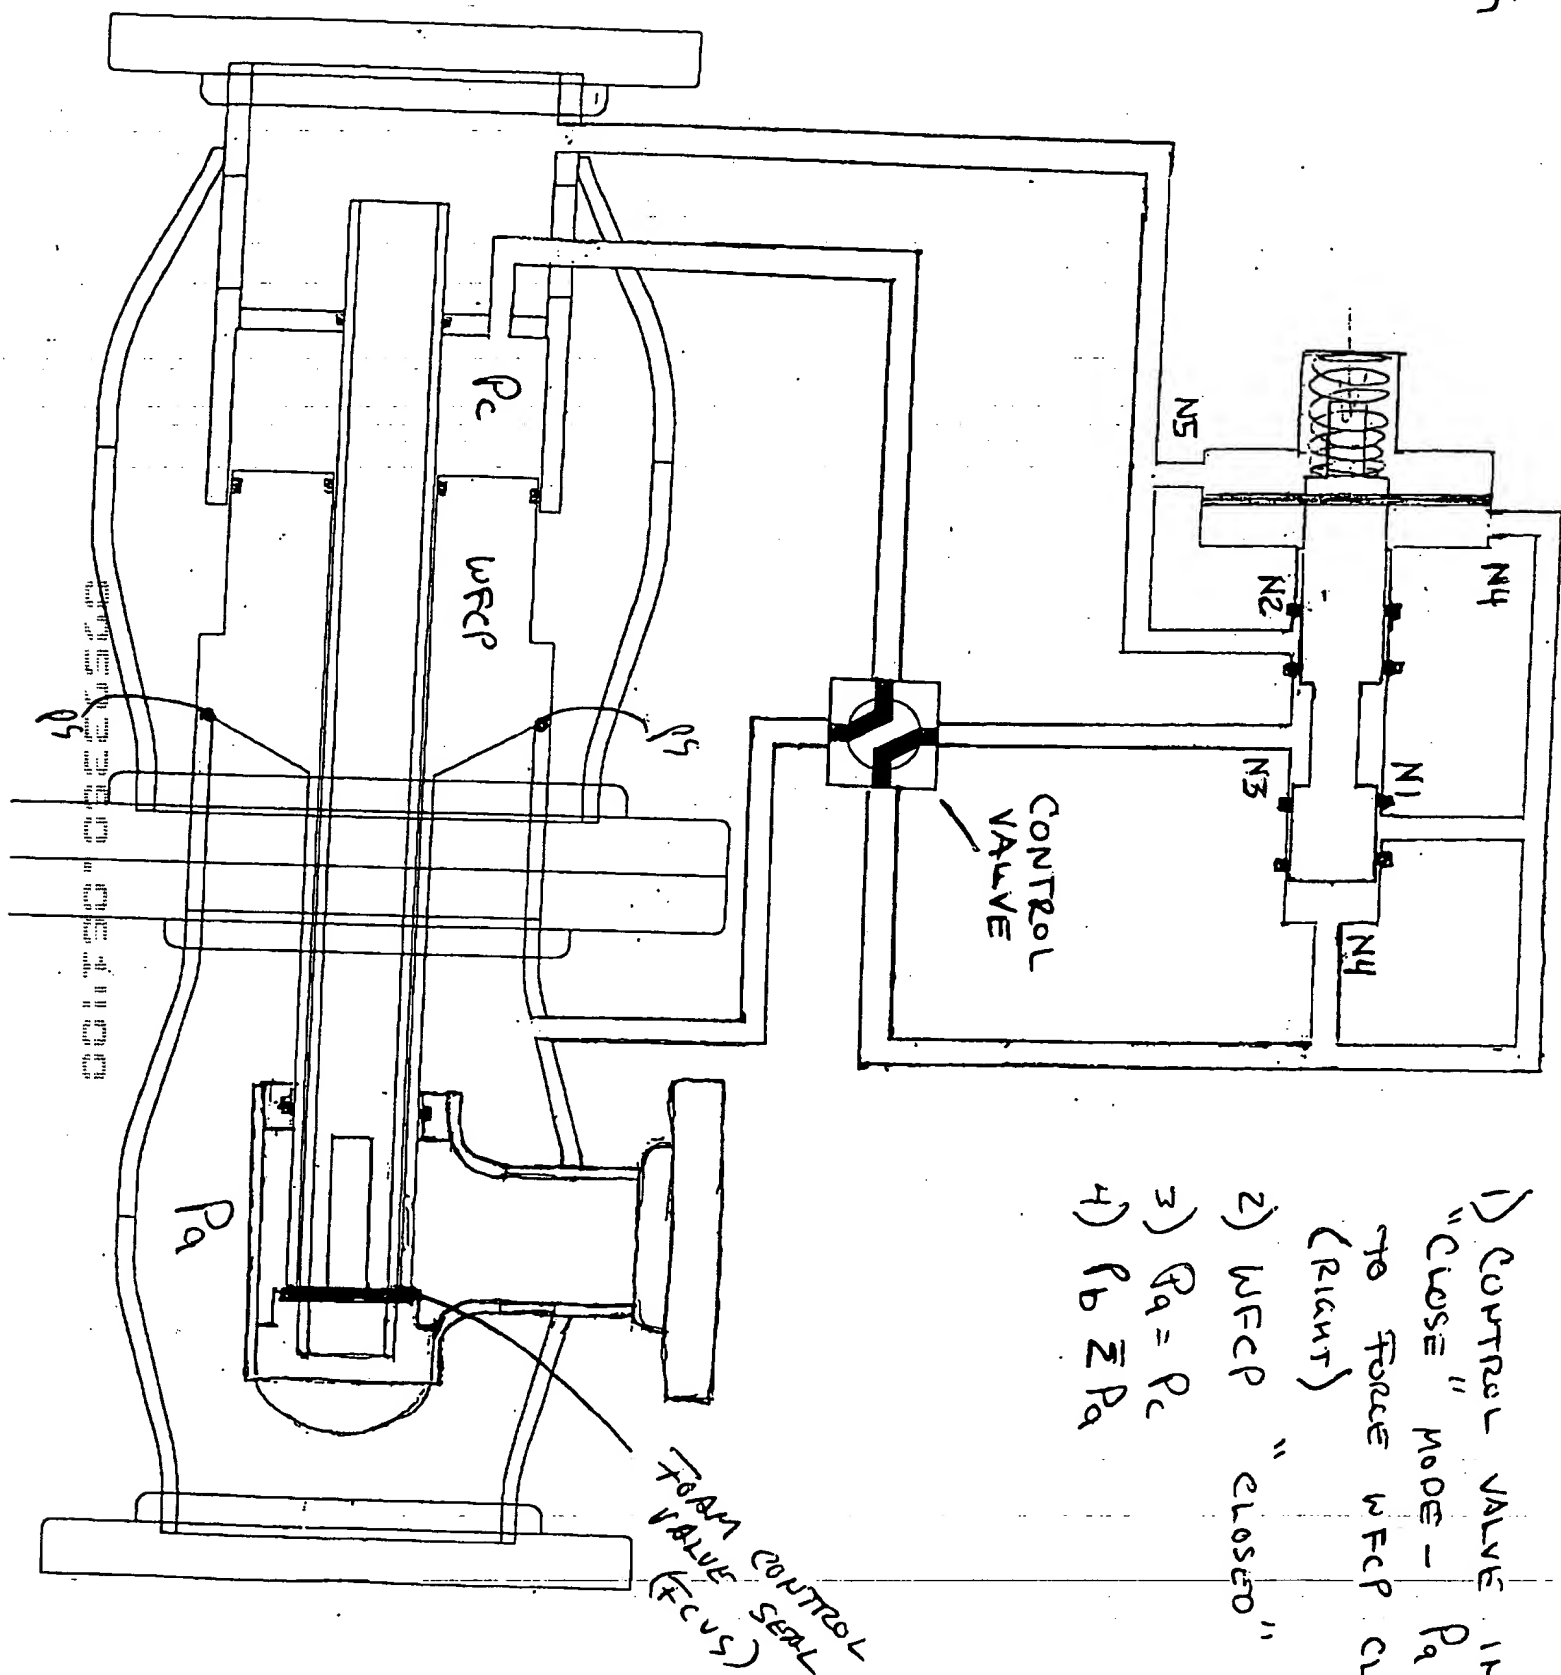 1) CONTROL VALVE IN
"CLOSE" MODE - Pa
TO FORCE WFCP CL
(RIGHT)
2) WFCP "CLOSED"
3) Pa = Pc
4) Pb Σ Pa
N5
N4
N2
N1
N3
N4
CONTROL
VALVE
Pc
WFCP
Pa
FOAM CONTROL
VALVE SEAL
(FCVS)